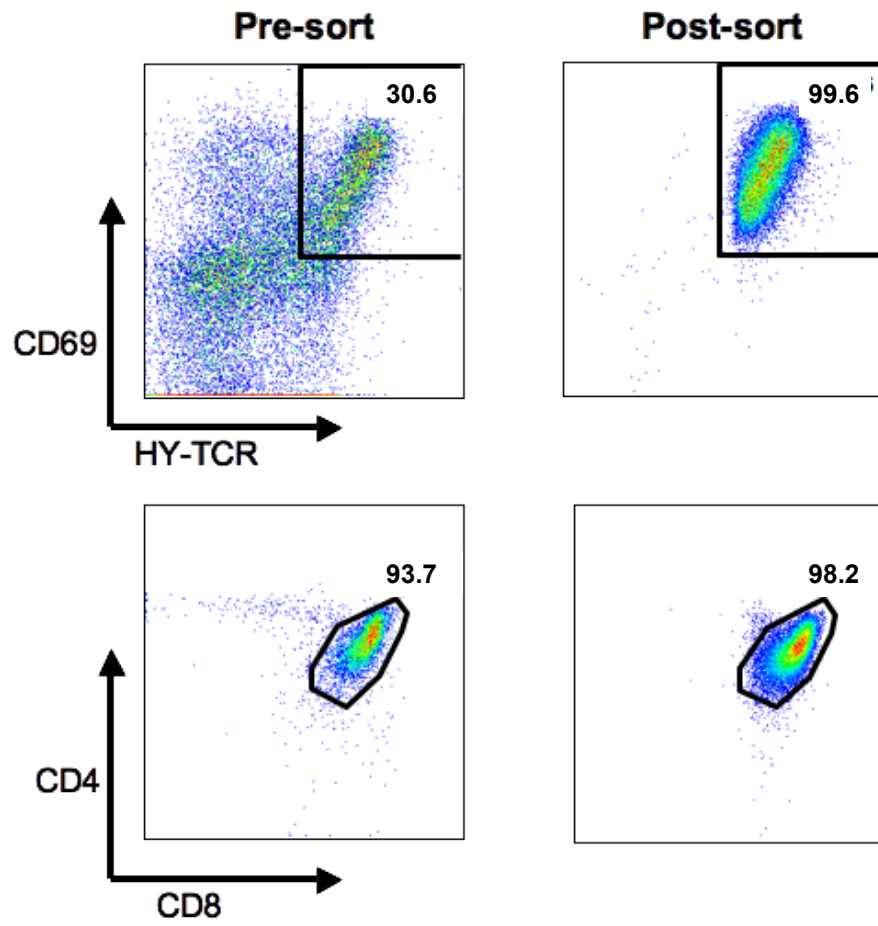 Pre-sort
Post-sort
30.6
99.6
CD69
HY-TCR
93.7
98.2
CD4
CD8